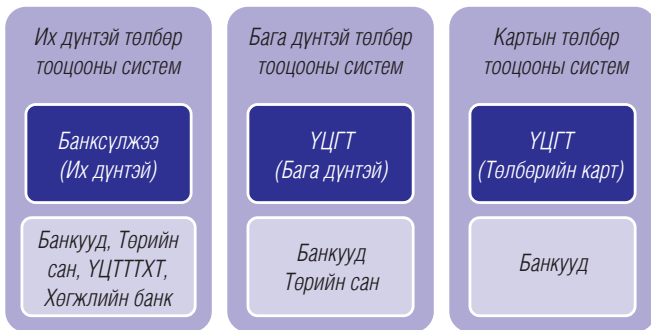 Их дүнтэй төлбөр
тооцооны систем
Банксүлжээ
(Их дүнтэй)
Банкууд, Төрийн
сан, ҮЦТТТХТ,
Хөгжлийн банк
Бага дүнтэй төлбөр
тооцооны систем
ҮЦГТ
(Бага дүнтэй)
Банкууд
Төрийн сан
Картын төлбөр
тооцооны систем
ҮЦГТ
(Төлбөрийн карт)
Банкууд